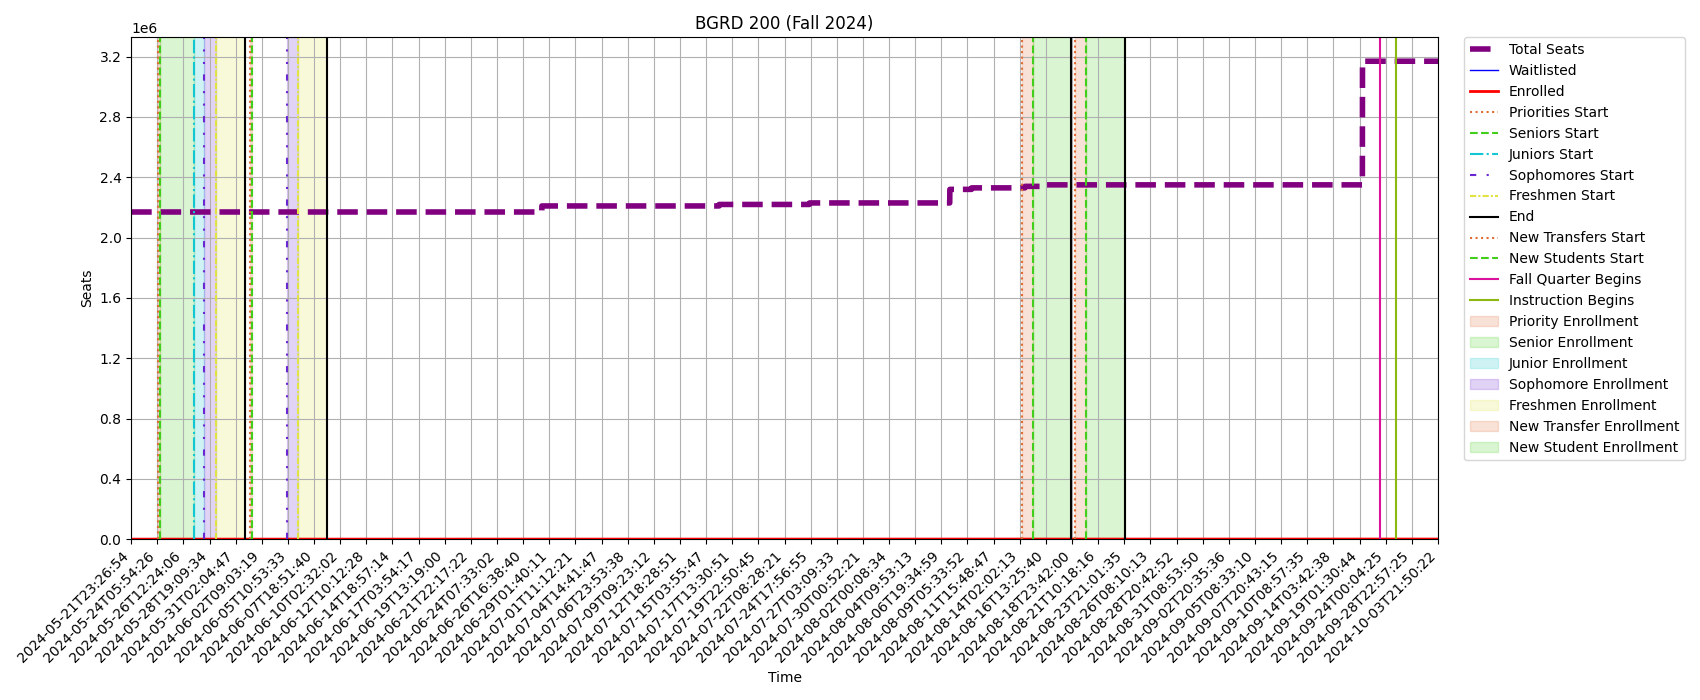 BGRD 200 (Fall 2024)
1e6
3.2
2.8
2.4
2.0
1.6
1.2
0.8
0.4
0.0
Seats
2024-05-21T23:26:54
2024-05-24T05:54:26
2024-05-26T12:24:06
2024-05-28T19:09:34
2024-05-31T02:04:47
2024-06-02T09:03:19
2024-06-05T10:53:33
2024-06-07T18:51:40
2024-06-10T02:32:02
2024-06-12T10:12:28
2024-06-14T18:57:14
2024-06-17T03:54:17
2024-06-19T13:19:00
2024-06-21T22:17:22
2024-06-24T07:33:02
2024-06-26T16:38:40
2024-06-29T01:40:11
2024-07-01T11:12:21
2024-07-04T14:41:47
2024-07-06T23:53:38
2024-07-09T09:23:12
2024-07-12T18:28:51
2024-07-15T03:55:47
2024-07-17T13:30:51
2024-07-19T22:50:45
2024-07-22T08:28:21
2024-07-24T17:56:55
2024-07-27T03:09:33
2024-07-30T00:52:21
2024-08-02T00:08:34
2024-08-04T09:53:13
2024-08-06T19:34:59
2024-08-09T05:33:52
2024-08-11T15:48:47
2024-08-14T02:02:13
2024-08-16T13:25:40
2024-08-18T23:42:00
2024-08-21T10:18:16
2024-08-23T21:01:35
2024-08-26T08:10:13
2024-08-28T20:42:52
2024-08-31T08:53:50
2024-09-02T20:35:36
2024-09-05T08:33:10
2024-09-07T20:43:15
2024-09-10T08:57:35
2024-09-14T03:42:38
2024-09-19T01:30:44
2024-09-24T00:04:25
2024-09-28T22:57:25
2024-10-03T21:50:22
Time
Total Seats
Waitlisted
Enrolled
Priorities Start
Seniors Start
Juniors Start
Sophomores Start
Freshmen Start
End
New Transfers Start
New Students Start
Fall Quarter Begins
Instruction Begins
Priority Enrollment
Senior Enrollment
Junior Enrollment
Sophomore Enrollment
Freshmen Enrollment
New Transfer Enrollment
New Student Enrollment